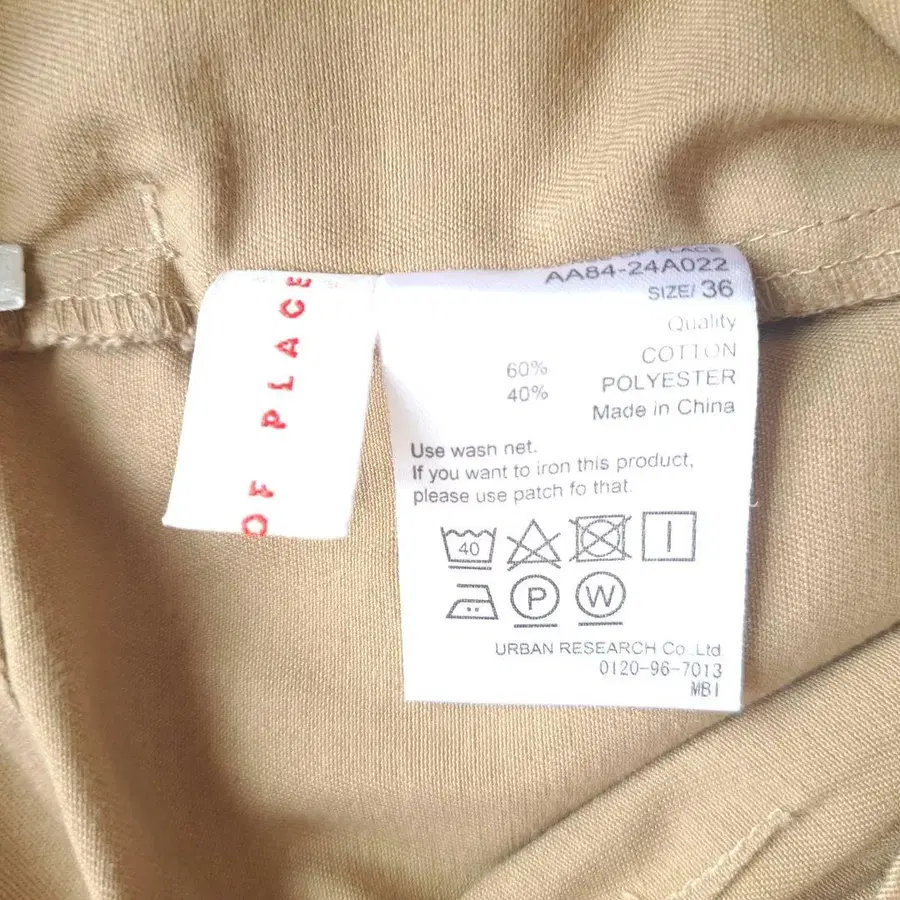 OF PLACE
PLACE
AA84-24A022
SIZE/ 36
Quality
60% COTTON
40% POLYESTER
Made in China
Use wash net.
If you want to iron this product,
please use patch fo that.
40
P W
URBAN RESEARCH Co.,Ltd.
0120-96-7013
MBI